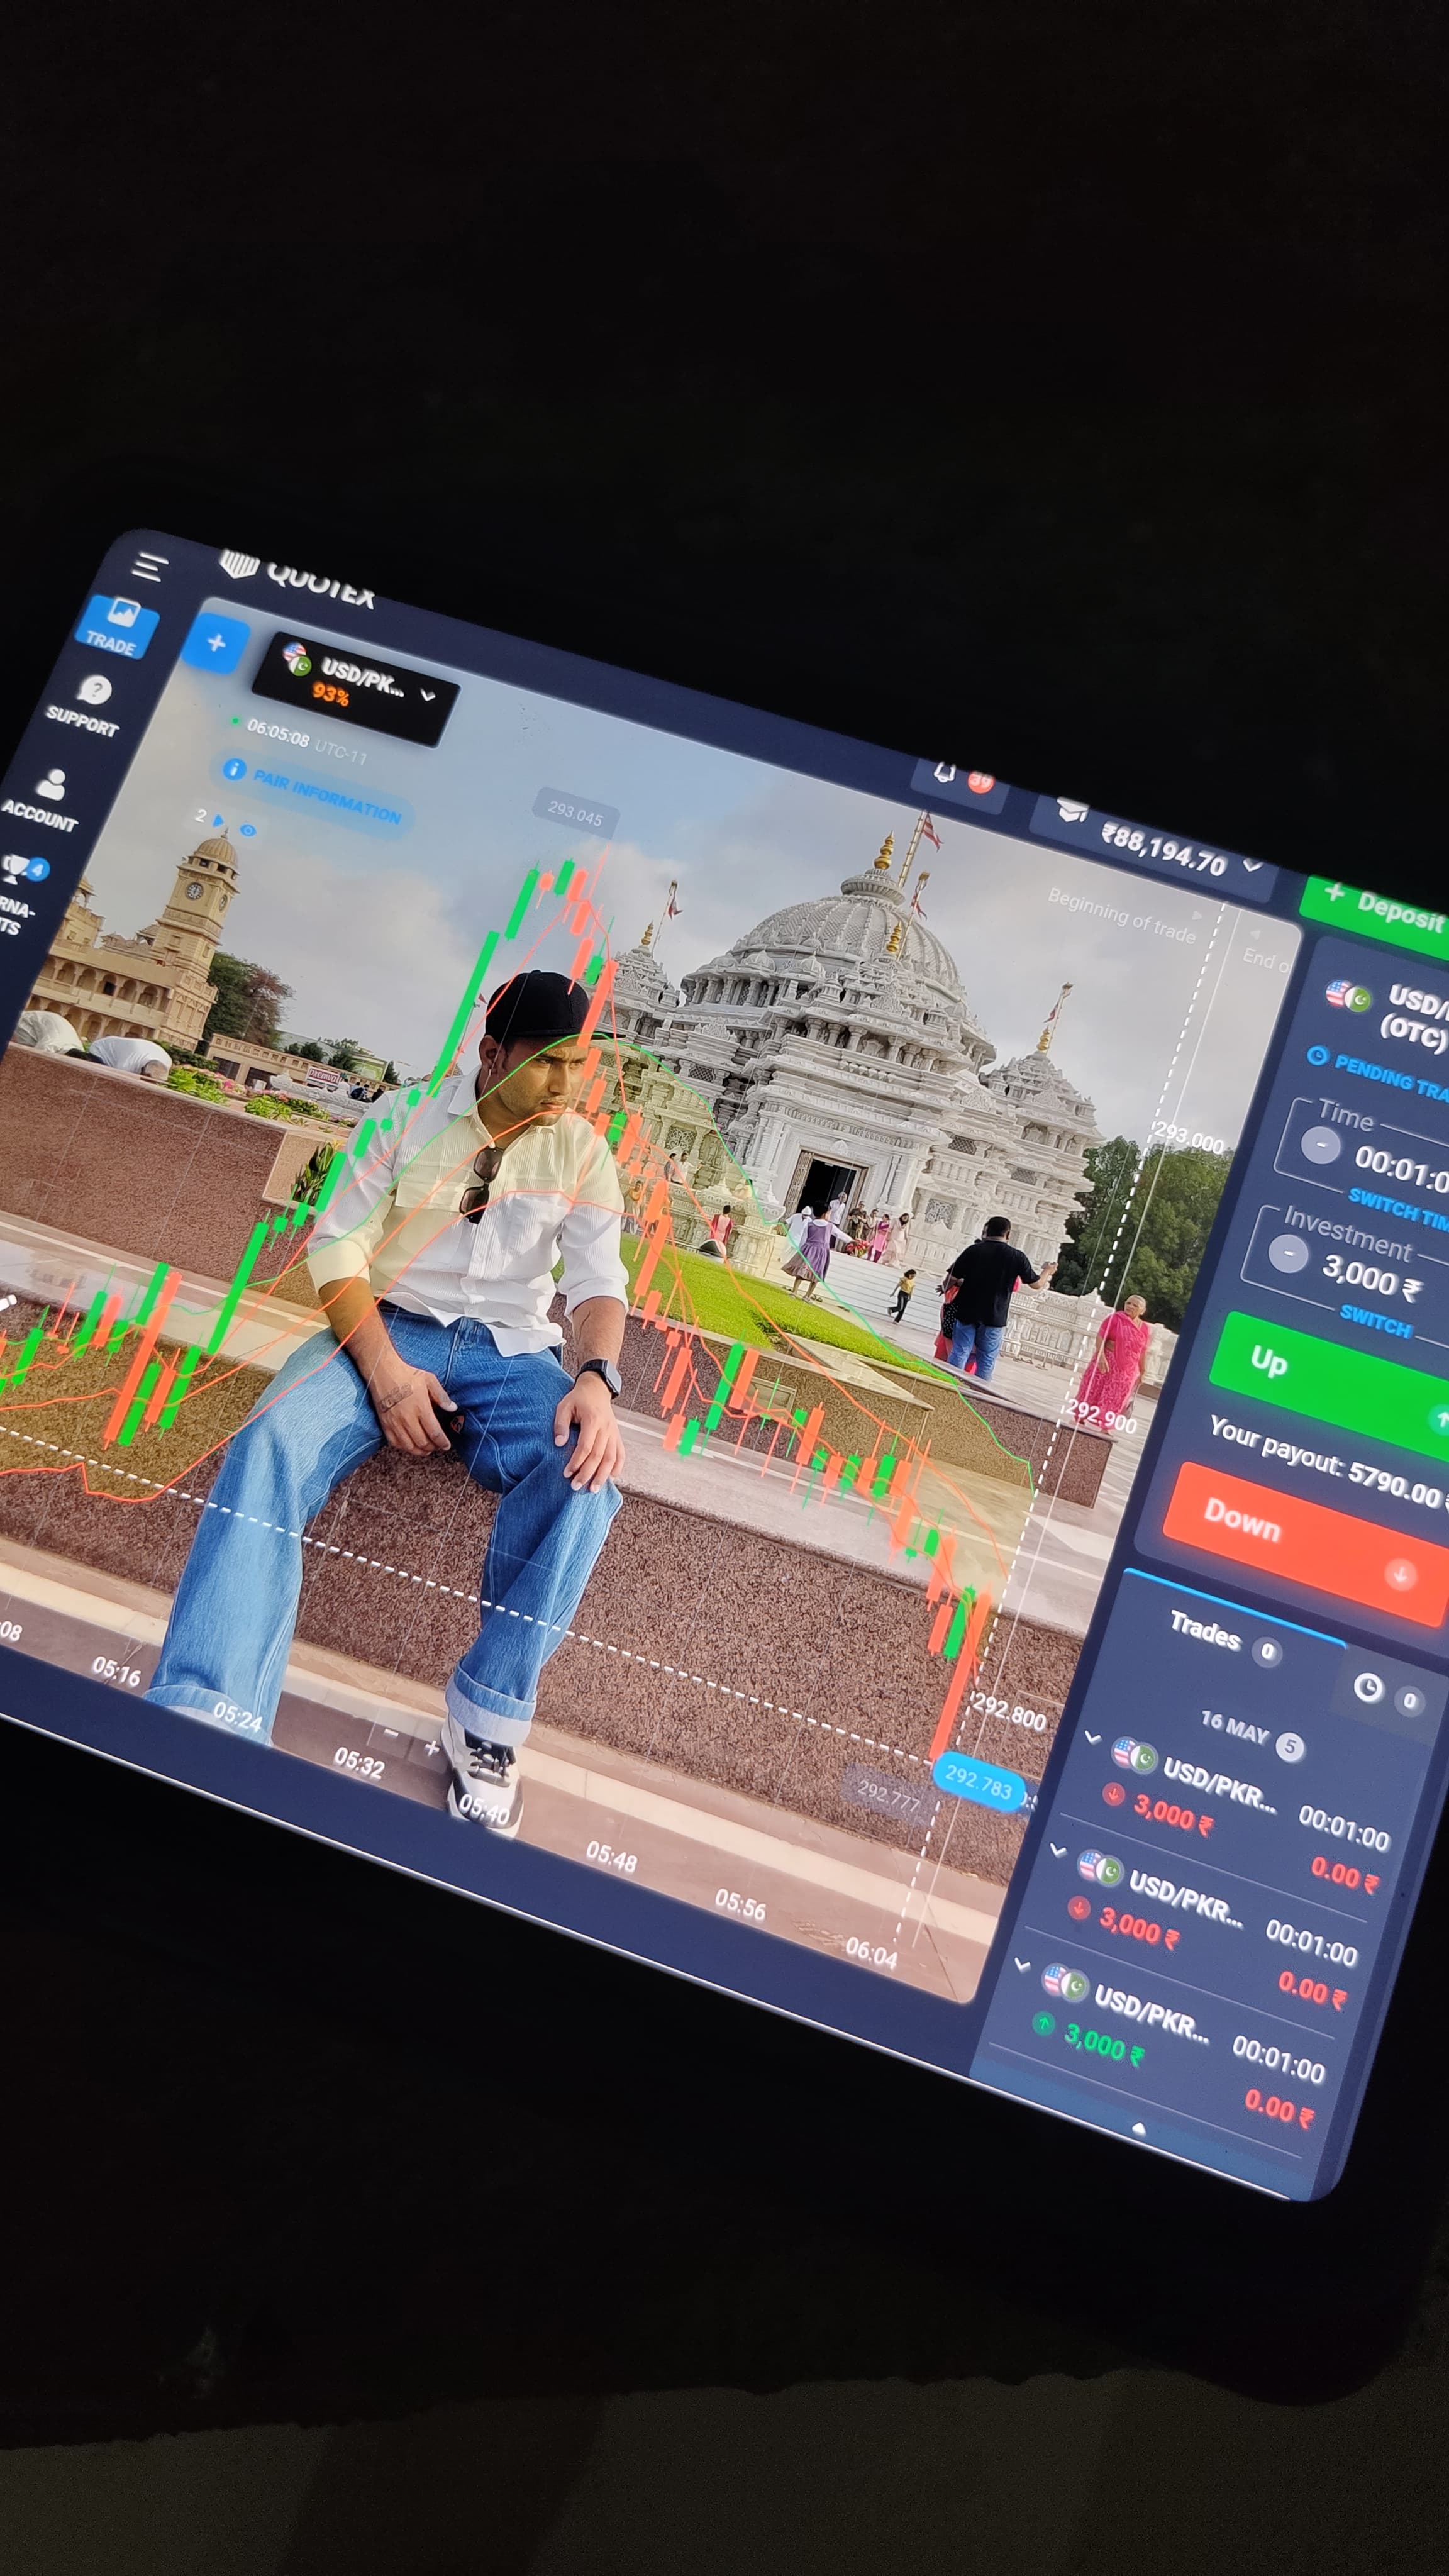 QUOTEX
TRADE
SUPPORT
ACCOUNT
4
RNA-
TS
+
USD/PK...
93%
06:05:08 UTC-11
PAIR INFORMATION
2
293.045
39
₹88,194.70
+ Deposit
Beginning of trade
End o
293.000
292.900
292.800
292.783
292.777
08
05:16
05:24
05:32
05:40
05:48
05:56
06:04
- +
USD/
(OTC)
PENDING TRA
Time
- 00:01:0
SWITCH TIM
Investment
- 3,000 ₹
SWITCH
Up
Your payout: 5790.00 ₹
Down
Trades 0
0
16 MAY 5
USD/PKR... 00:01:00
3,000 ₹ 0.00 ₹
USD/PKR... 00:01:00
3,000 ₹ 0.00 ₹
USD/PKR... 00:01:00
3,000 ₹ 0.00 ₹